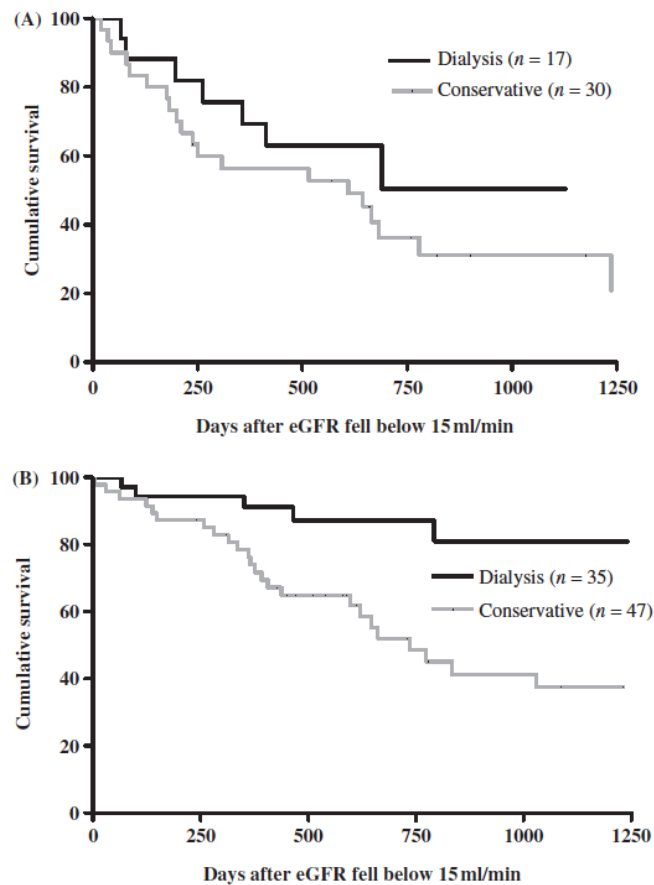 (A)
100
80
60
40
20
0
Cumulative survival
Dialysis (n = 17)
Conservative (n = 30)
0 250 500 750 1000 1250
Days after eGFR fell below 15 ml/min
(B)
100
80
60
40
20
0
Cumulative survival
Dialysis (n = 35)
Conservative (n = 47)
0 250 500 750 1000 1250
Days after eGFR fell below 15 ml/min